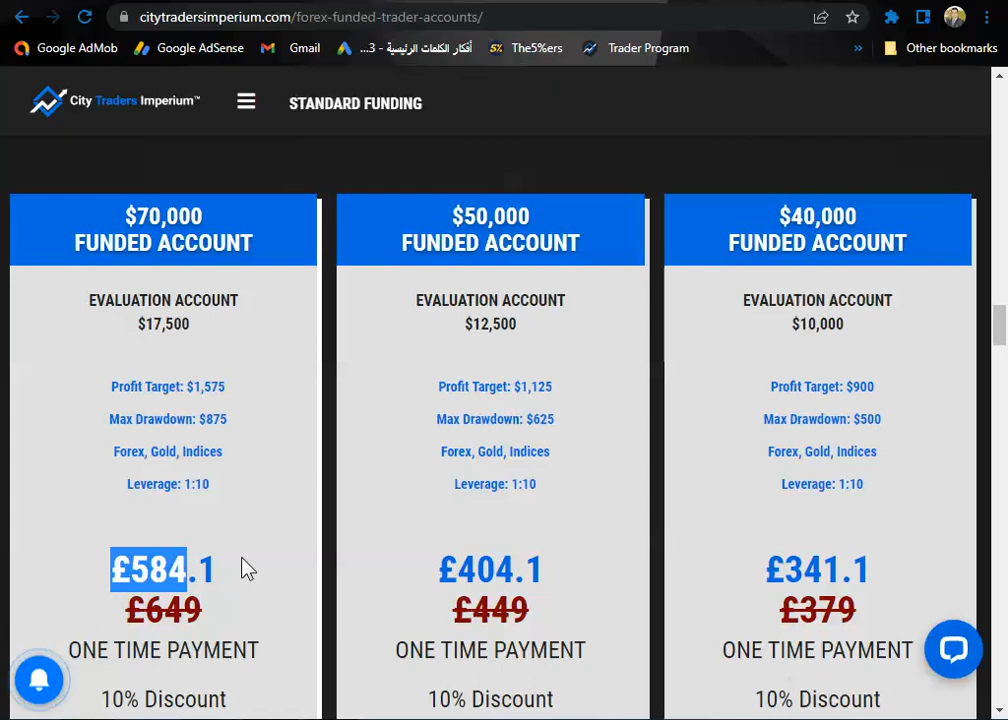 citytradersimperium.com/forex-funded-trader-accounts/
Google AdMob
Google AdSense
Gmail
أفكار الكلمات الرئيسية - 3...
5% The5%ers
Trader Program
»
Other bookmarks
City Traders Imperium™
STANDARD FUNDING
$70,000
FUNDED ACCOUNT
EVALUATION ACCOUNT
$17,500
Profit Target: $1,575
Max Drawdown: $875
Forex, Gold, Indices
Leverage: 1:10
£584.1
£649
ONE TIME PAYMENT
10% Discount
$50,000
FUNDED ACCOUNT
EVALUATION ACCOUNT
$12,500
Profit Target: $1,125
Max Drawdown: $625
Forex, Gold, Indices
Leverage: 1:10
£404.1
£449
ONE TIME PAYMENT
10% Discount
$40,000
FUNDED ACCOUNT
EVALUATION ACCOUNT
$10,000
Profit Target: $900
Max Drawdown: $500
Forex, Gold, Indices
Leverage: 1:10
£341.1
£379
ONE TIME PAYMENT
10% Discount